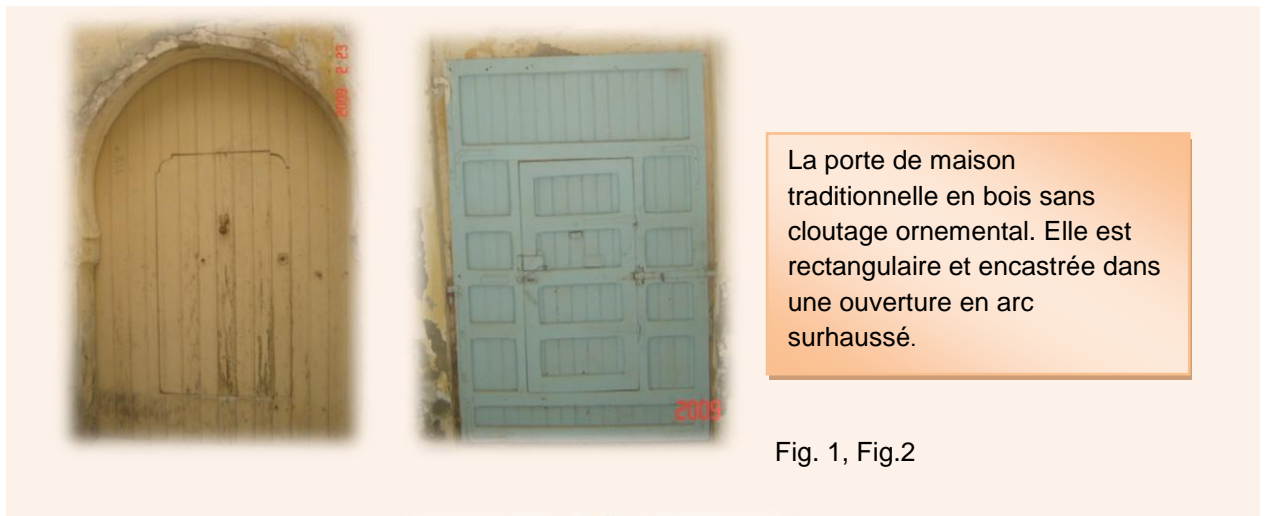 2009 2 23
2009
La porte de maison
traditionnelle en bois sans
cloutage ornemental. Elle est
rectangulaire et encastrée dans
une ouverture en arc
surhaussé.
Fig. 1, Fig.2